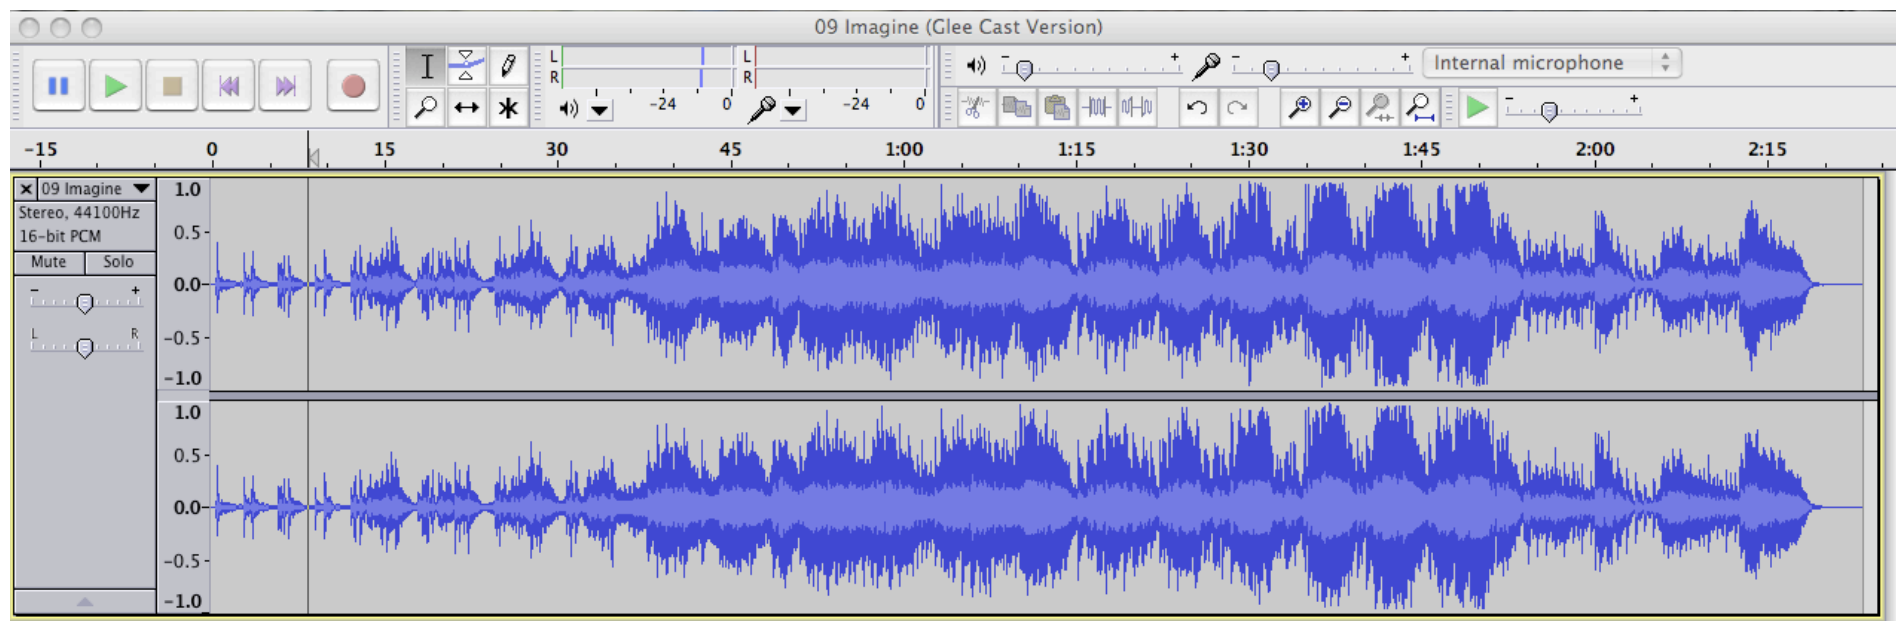 09 Imagine (Glee Cast Version)
L L - + - + Internal microphone
R R
-24 0 -24 0 - +
-15 0 15 30 45 1:00 1:15 1:30 1:45 2:00 2:15
× 09 Imagine 1.0
Stereo, 44100Hz
16-bit PCM 0.5-
Mute Solo
- + 0.0-
L R -0.5-
-1.0
1.0
0.5-
0.0-
-0.5-
-1.0